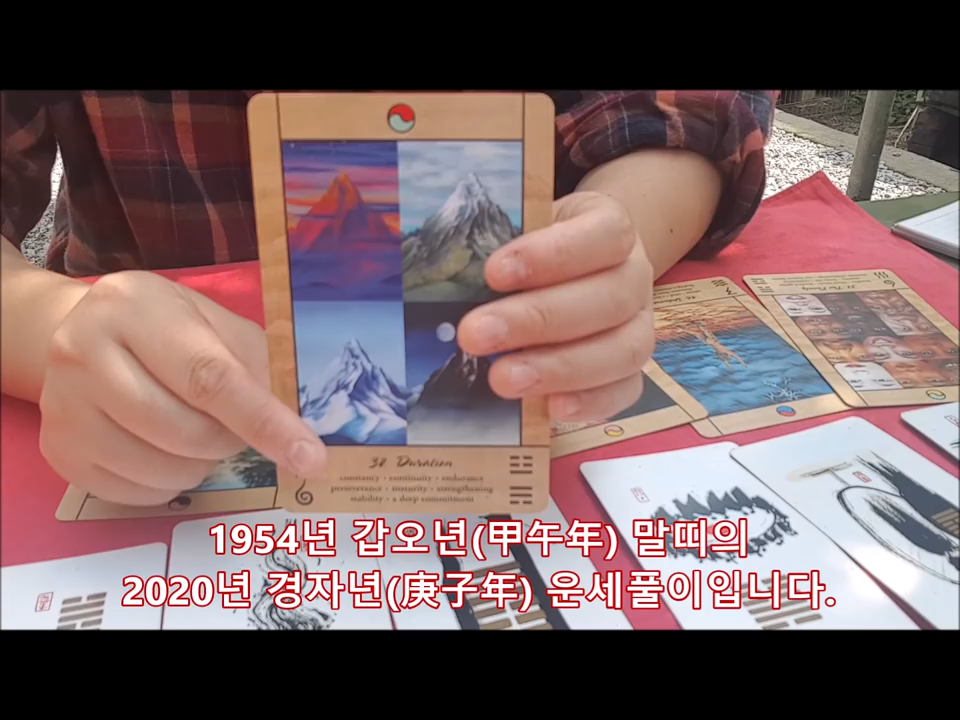 32 Duration
constancy · continuity · endurance
perseverance · maturity · strengthening
stability · a deep commitment
1954년 갑오년(甲午年) 말띠의
2020년 경자년(庚子年) 운세풀이입니다.